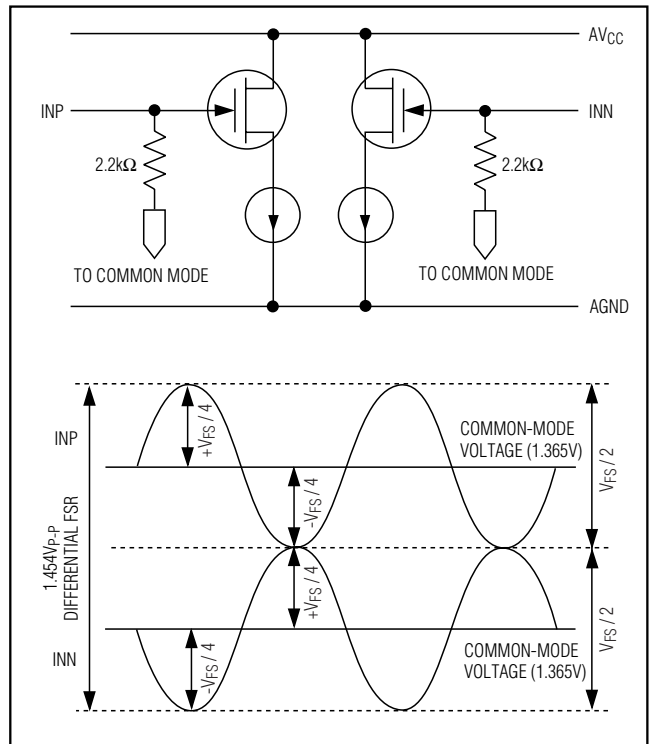 AVCC
INP
INN
2.2kΩ
2.2kΩ
TO COMMON MODE
TO COMMON MODE
AGND
INP
+VFS / 4
COMMON-MODE
VOLTAGE (1.365V)
VFS / 2
-VFS / 4
1.454VP-P
DIFFERENTIAL FSR
+VFS / 4
INN
-VFS / 4
COMMON-MODE
VOLTAGE (1.365V)
VFS / 2